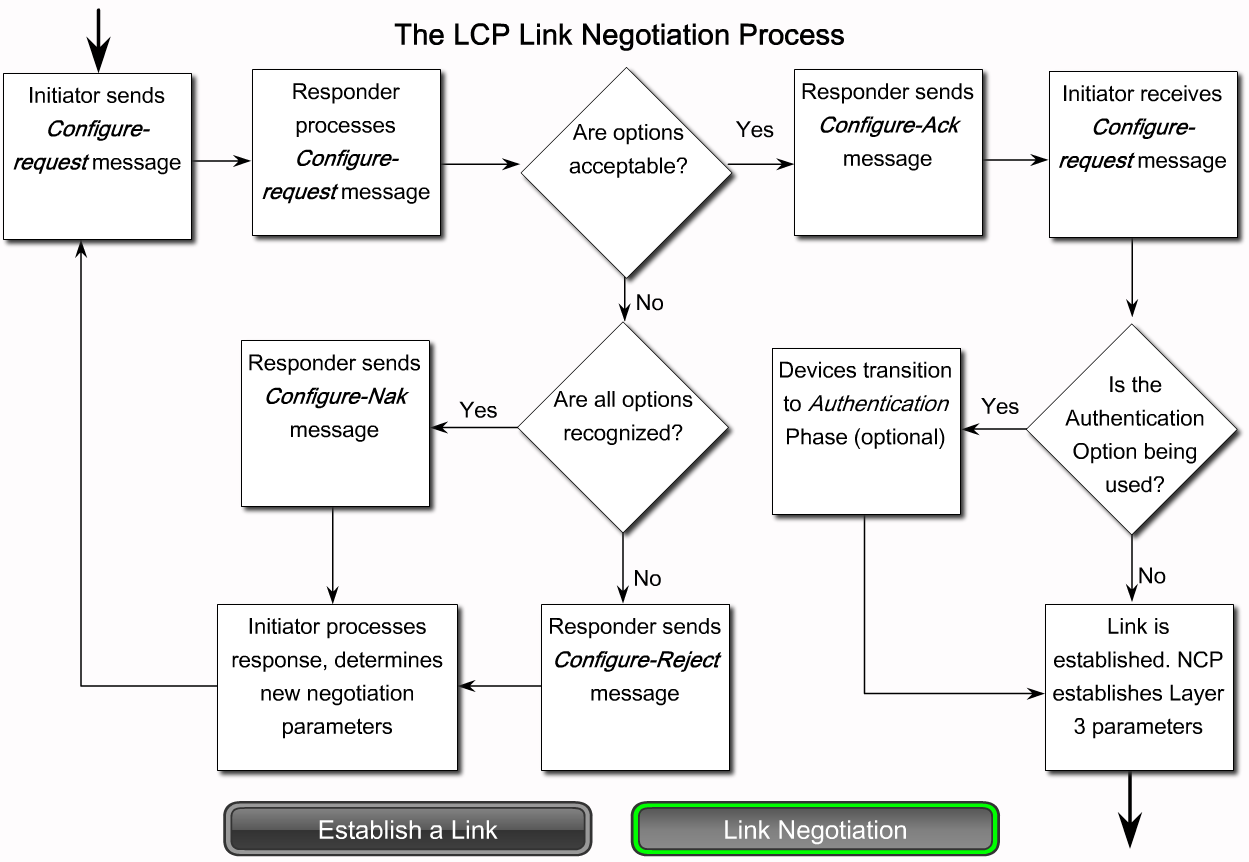 The LCP Link Negotiation Process
Initiator sends
Configure-
request message
Responder
processes
Configure-
request message
Are options
acceptable?
Yes
Responder sends
Configure-Ack
message
Initiator receives
Configure-
request message
No
Responder sends
Configure-Nak
message
Yes
Are all options
recognized?
Devices transition
to Authentication
Phase (optional)
Yes
Is the
Authentication
Option being
used?
No
No
Initiator processes
response, determines
new negotiation
parameters
Responder sends
Configure-Reject
message
Link is
established. NCP
establishes Layer
3 parameters
Establish a Link
Link Negotiation